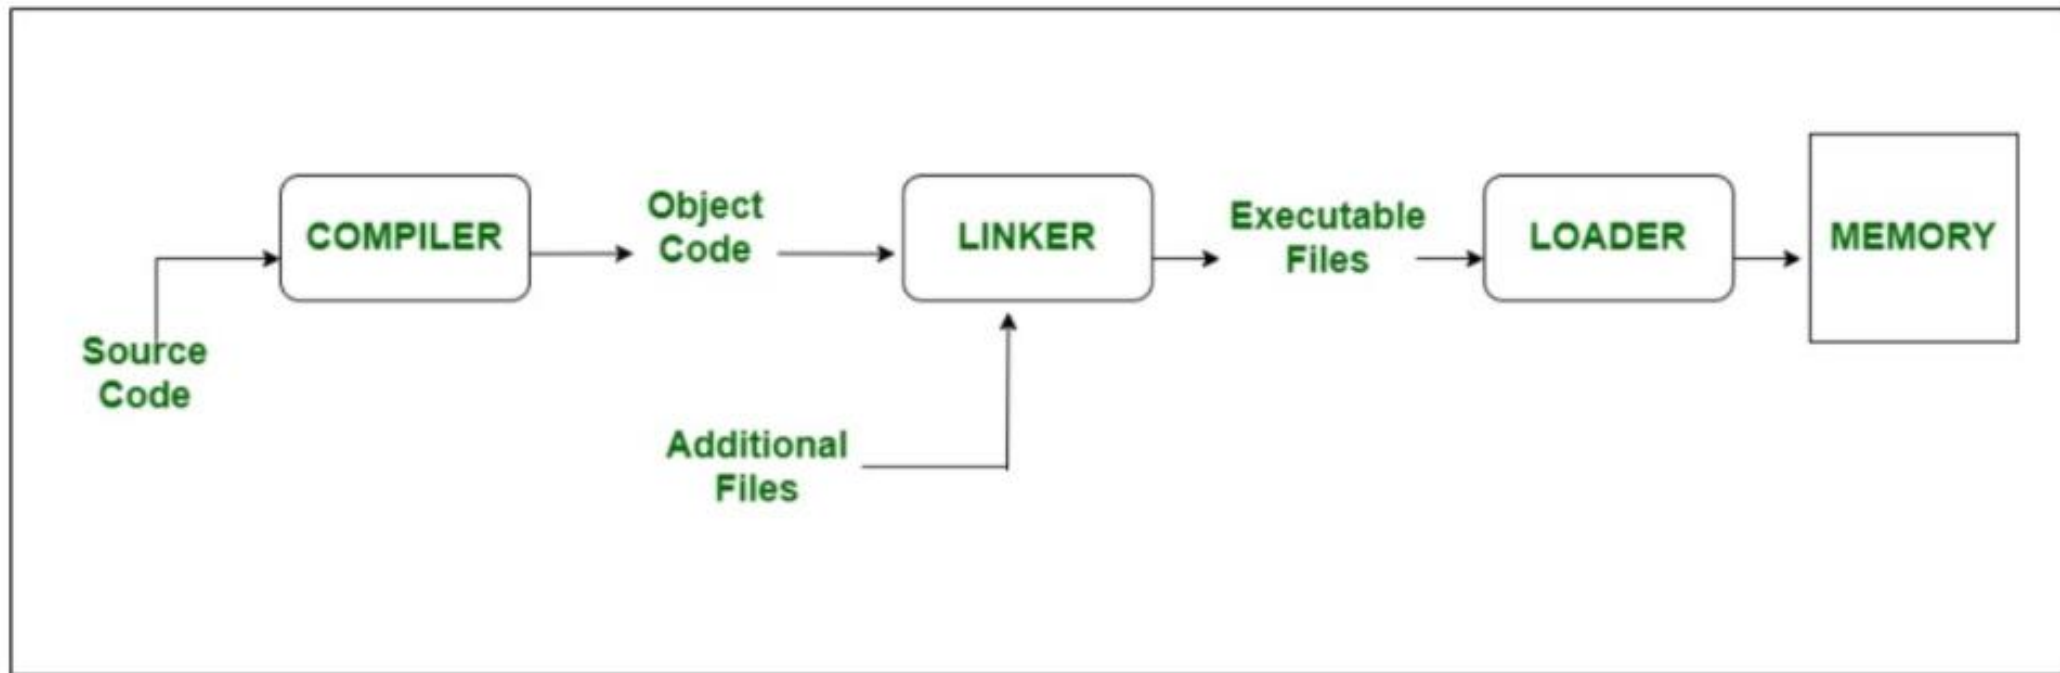 Source
Code
COMPILER
Object
Code
Additional
Files
LINKER
Executable
Files
LOADER
MEMORY